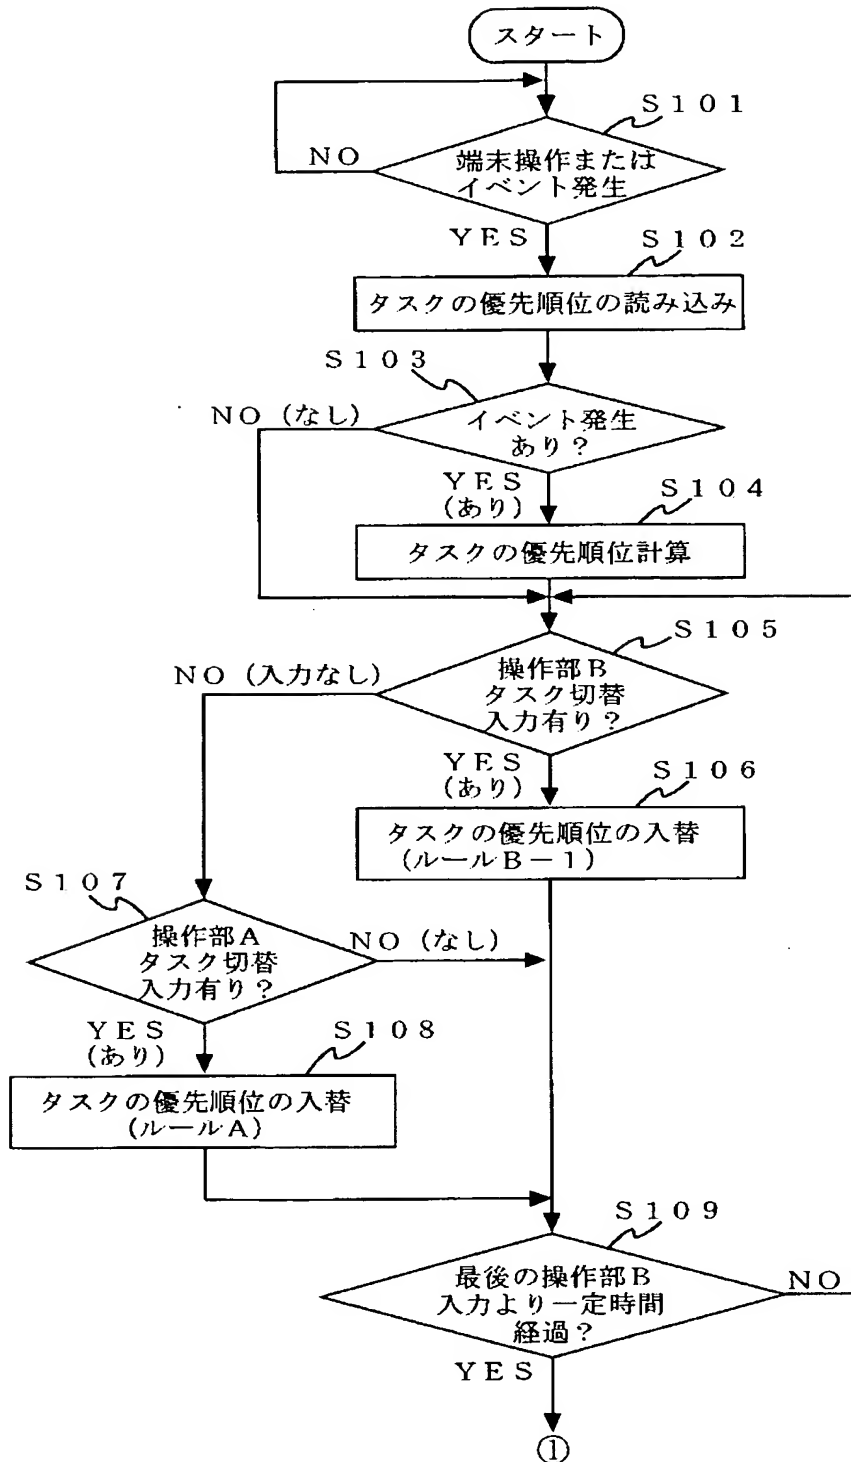 スタート
S101
NO
端末操作または
イベント発生
YES
S102
タスクの優先順位の読み込み
S103
NO(なし)
イベント発生
あり?
YES
(あり)
S104
タスクの優先順位計算
S105
NO(入力なし)
操作部B
タスク切替
入力有り?
YES
(あり)
S106
タスクの優先順位の入替
(ルールB-1)
S107
操作部A
タスク切替
入力有り?
NO(なし)
YES
(あり)
S108
タスクの優先順位の入替
(ルールA)
S109
最後の操作部B
入力より一定時間
経過?
NO
YES
①